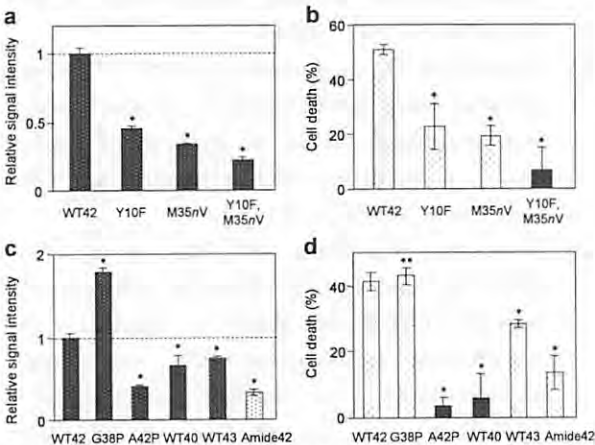 a
Relative signal intensity
1
0.5
0
*
*
*
WT42 Y10F M35nV Y10F, M35nV
b
Cell death (%)
60
40
20
0
*
*
*
WT42 Y10F M35nV Y10F, M35nV
c
Relative signal intensity
2
1
0
*
*
*
*
*
WT42 G38P A42P WT40 WT43 Amide42
d
Cell death (%)
40
20
0
**
*
*
*
*
WT42 G38P A42P WT40 WT43 Amide42